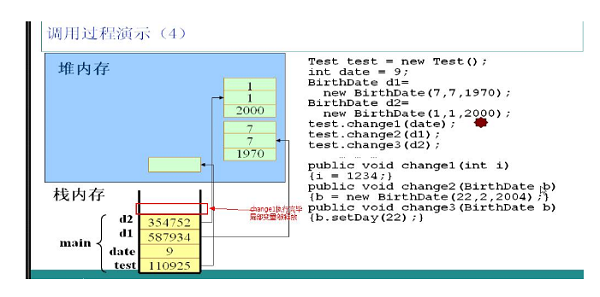 调用过程演示（4）
堆内存
1
1
2000
7
7
1970
栈内存
change1执行完毕
局部变量被释放
main
d2 354752
d1 587934
date 9
test 110925
Test test = new Test();
int date = 9;
BirthDate d1=
new BirthDate(7,7,1970);
BirthDate d2=
new BirthDate(1,1,2000);
test.change1(date);
test.change2(d1);
test.change3(d2);
public void change1(int i)
{i = 1234;}
public void change2(BirthDate b)
{b = new BirthDate(22,2,2004);}
public void change3(BirthDate b)
{b.setDay(22);}